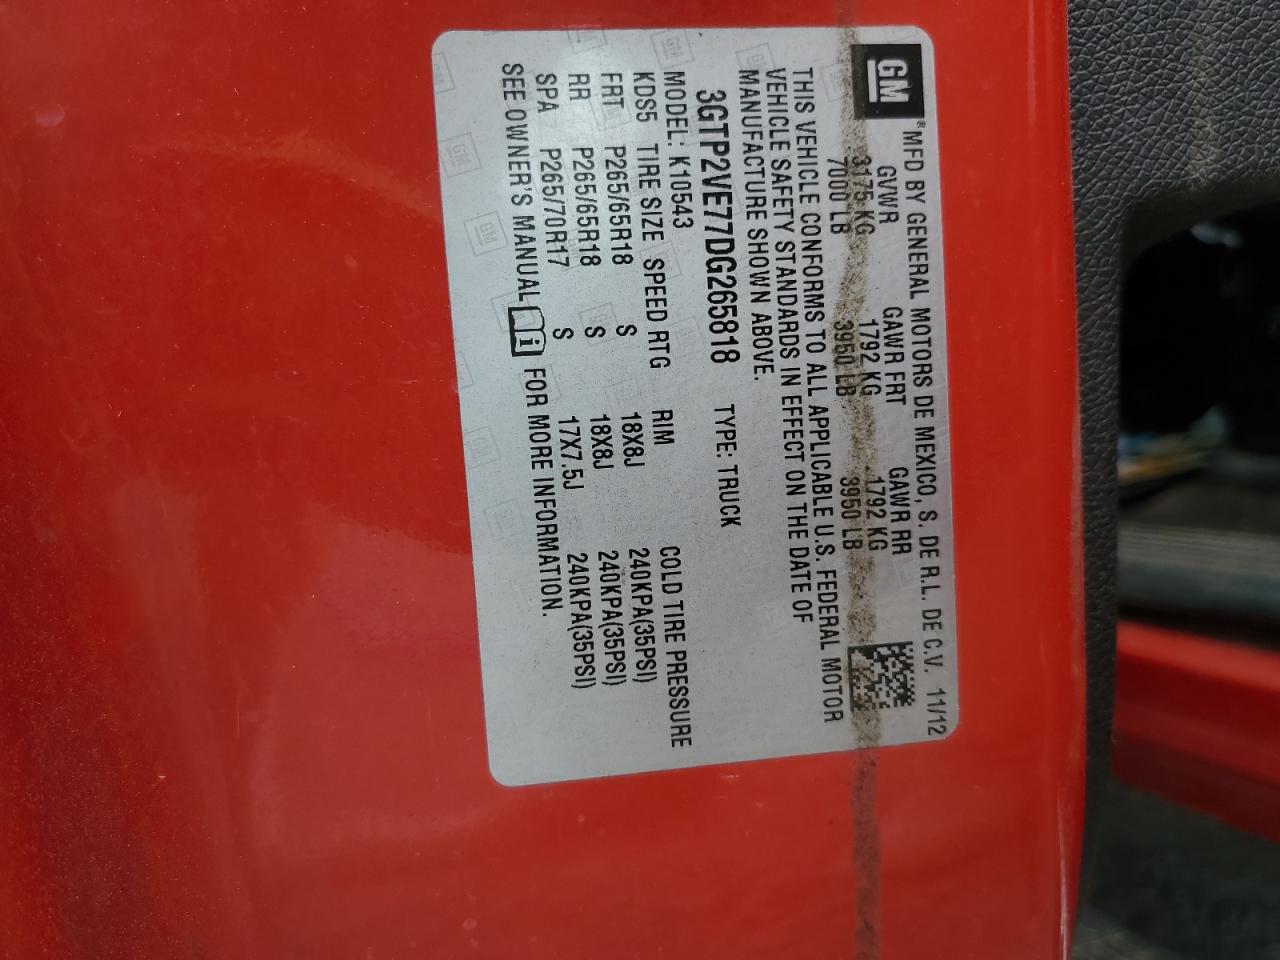 GM
®MFD BY GENERAL MOTORS DE MEXICO, S. DE R.L. DE C.V. 11/12
GVWR GAWR FRT GAWR RR
3175 KG 1792 KG 1792 KG
7000 LB 3950 LB 3950 LB
THIS VEHICLE CONFORMS TO ALL APPLICABLE U.S. FEDERAL MOTOR
VEHICLE SAFETY STANDARDS IN EFFECT ON THE DATE OF
MANUFACTURE SHOWN ABOVE.
3GTP2VE77DG265818 TYPE: TRUCK
MODEL: K10543
KDS5 TIRE SIZE SPEED RTG RIM COLD TIRE PRESSURE
FRT P265/65R18 S 18X8J 240KPA(35PSI)
RR P265/65R18 S 18X8J 240KPA(35PSI)
SPA P265/70R17 S 17X7.5J 240KPA(35PSI)
SEE OWNER'S MANUAL i FOR MORE INFORMATION.